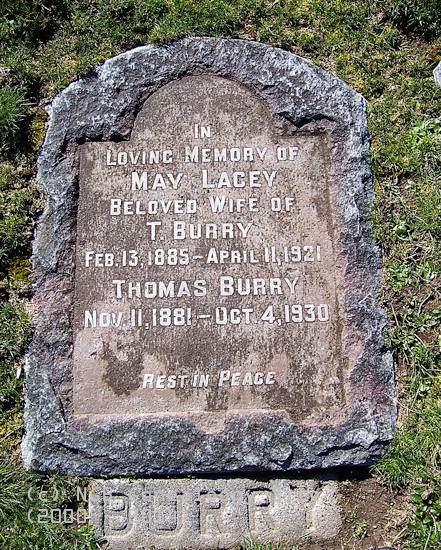 In
Loving Memory of
May Lacey
Beloved Wife of
T. Burry
Feb. 13, 1885 – April 11, 1921
Thomas Burry
Nov. 11, 1881 – Oct. 4, 1930
Rest in Peace
Burry
(c) N
(2000